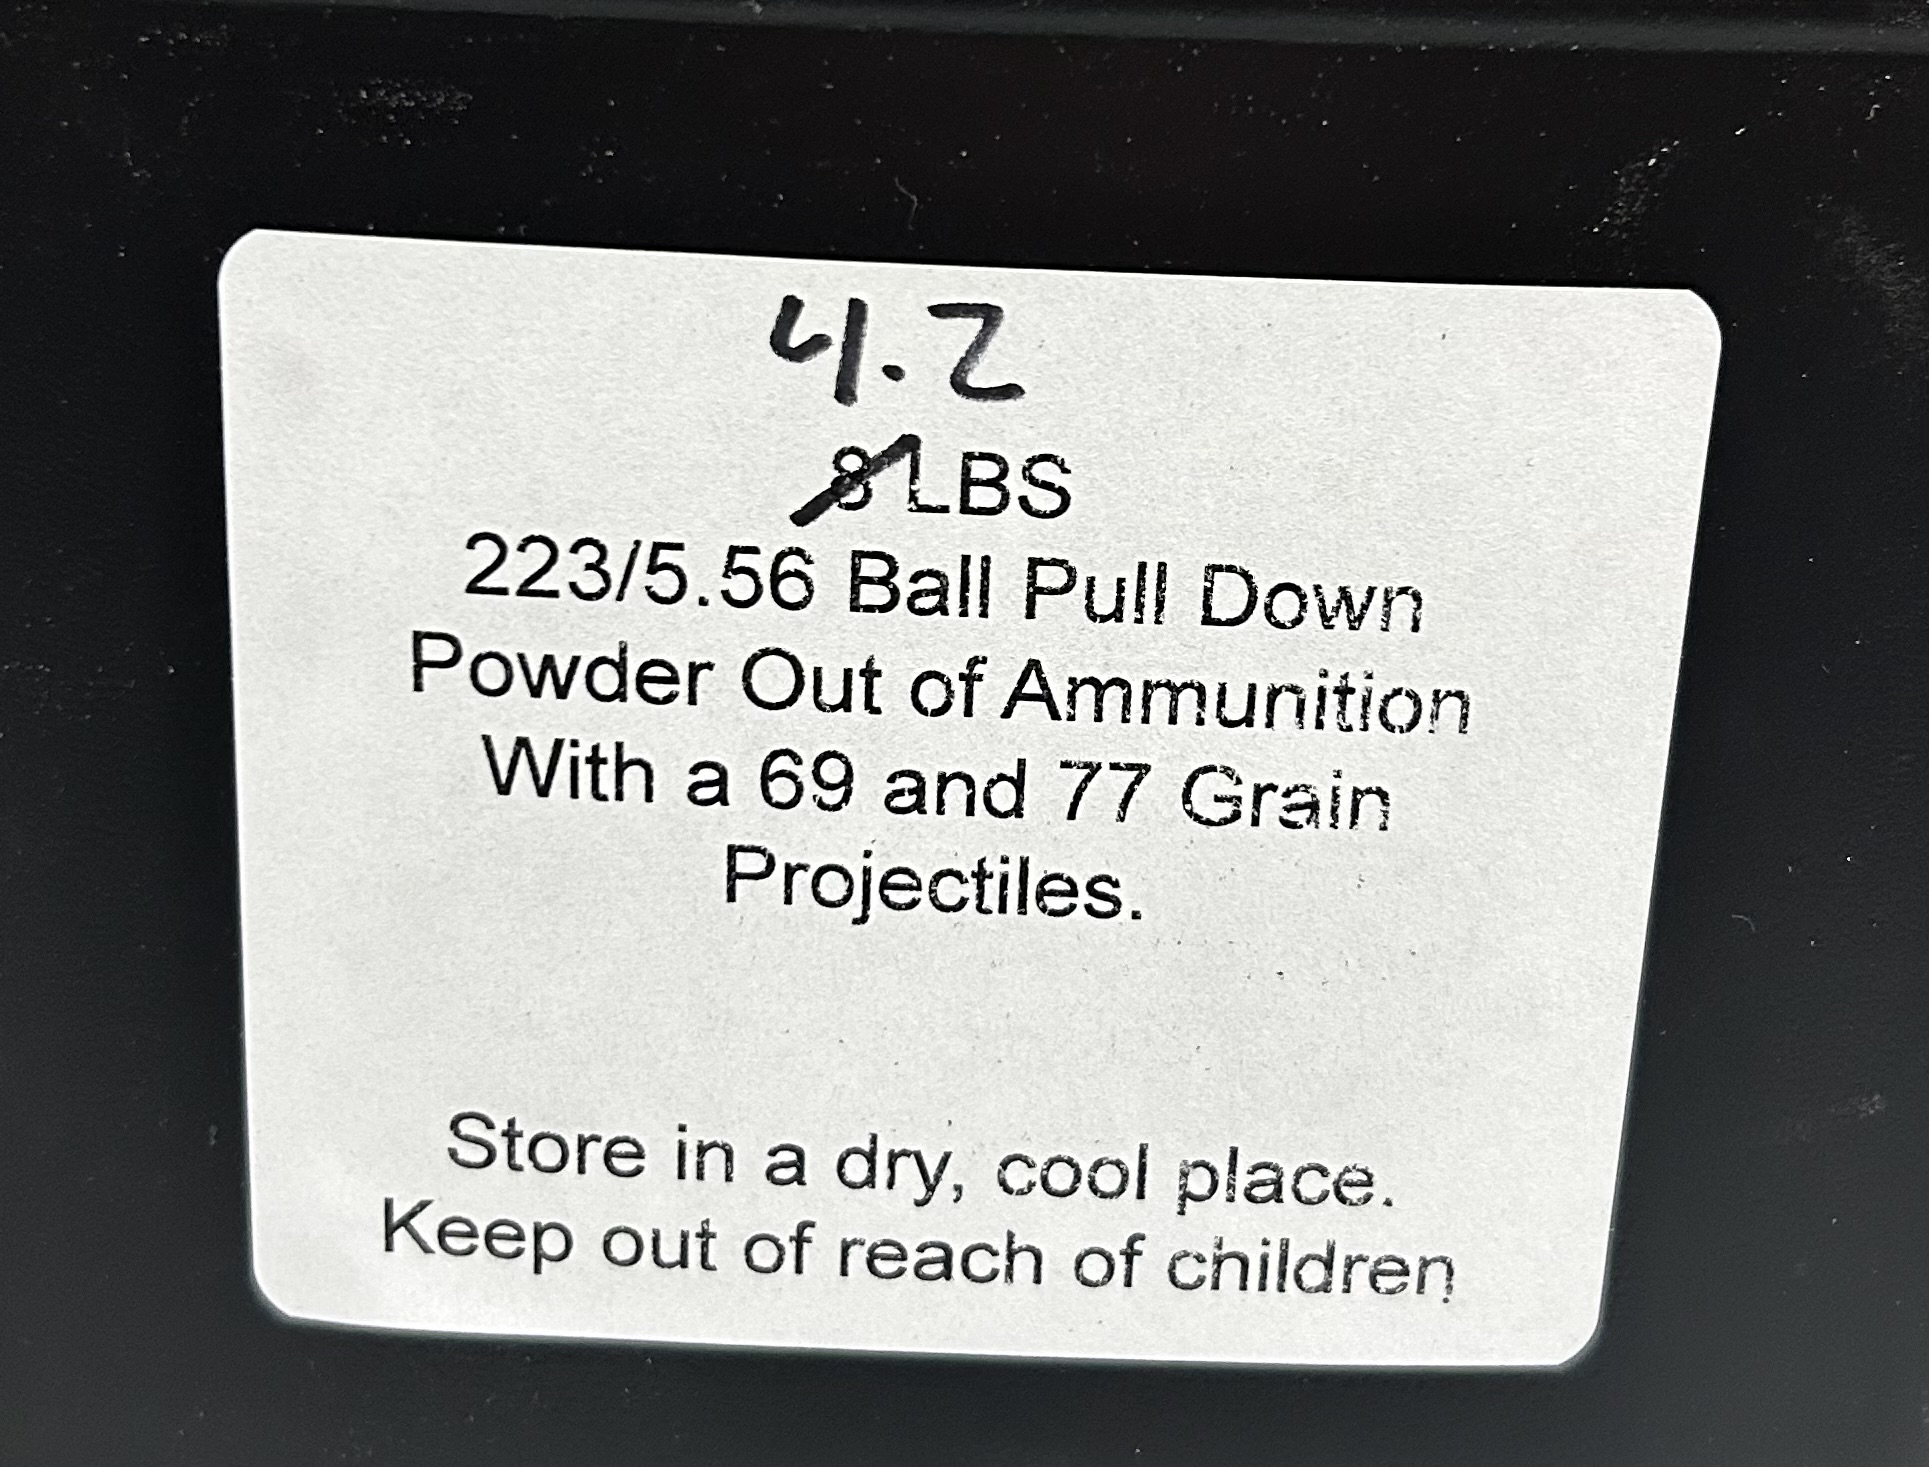 4.2
8 LBS
223/5.56 Ball Pull Down
Powder Out of Ammunition
With a 69 and 77 Grain
Projectiles.
Store in a dry, cool place.
Keep out of reach of children.